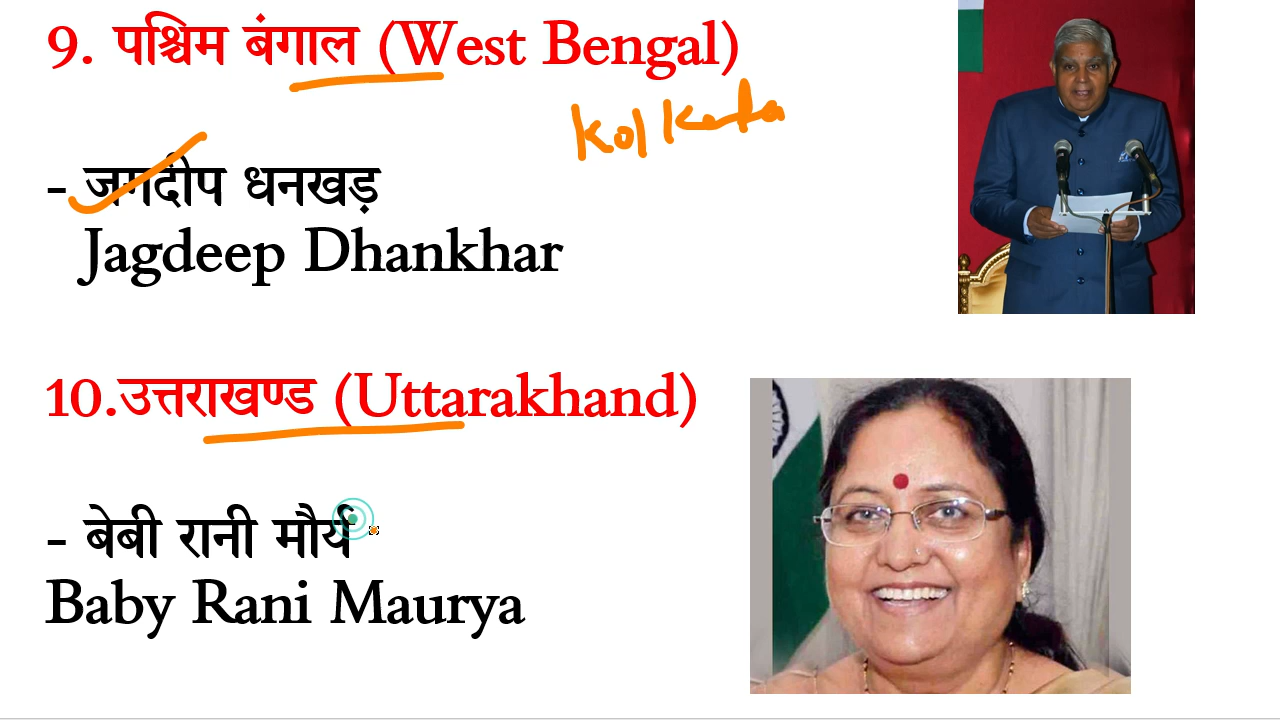 9. पश्चिम बंगाल (West Bengal)
Kolkata
- जगदीप धनखड़
Jagdeep Dhankhar
10.उत्तराखण्ड (Uttarakhand)
- बेबी रानी मौर्य
Baby Rani Maurya